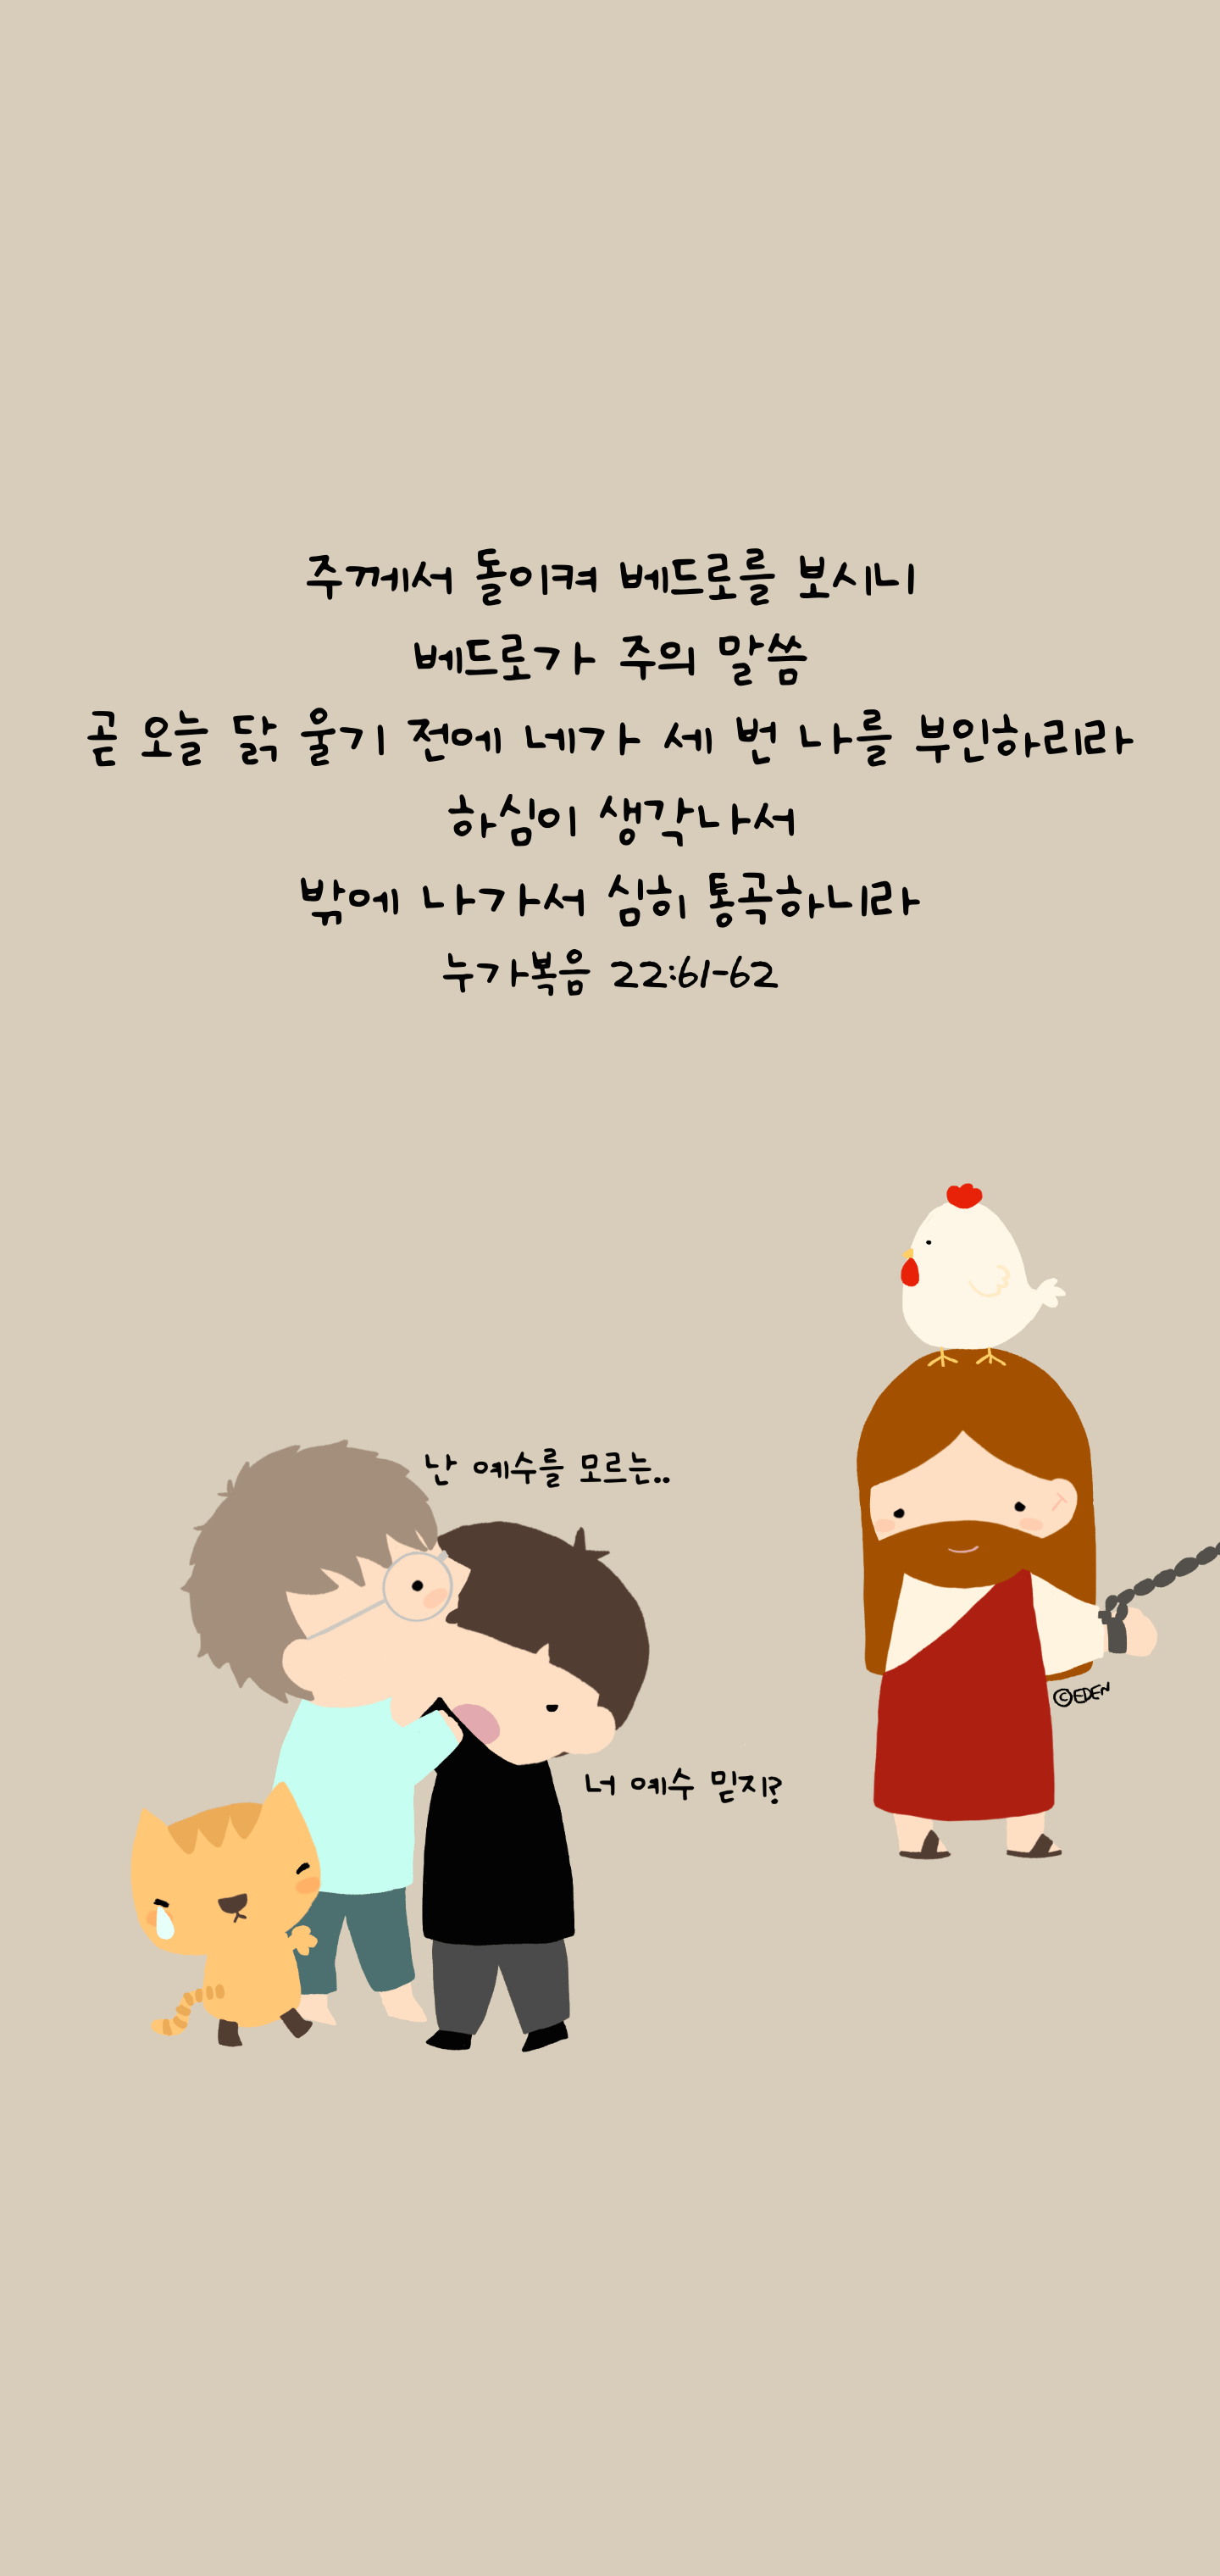 주께서 돌이켜 베드로를 보시니
베드로가 주의 말씀
곧 오늘 닭 울기 전에 네가 세 번 나를 부인하리라
하심이 생각나서
밖에 나가서 심히 통곡하니라
누가복음 22:61-62
난 예수를 모르는..
너 예수 믿지?
©EDEN